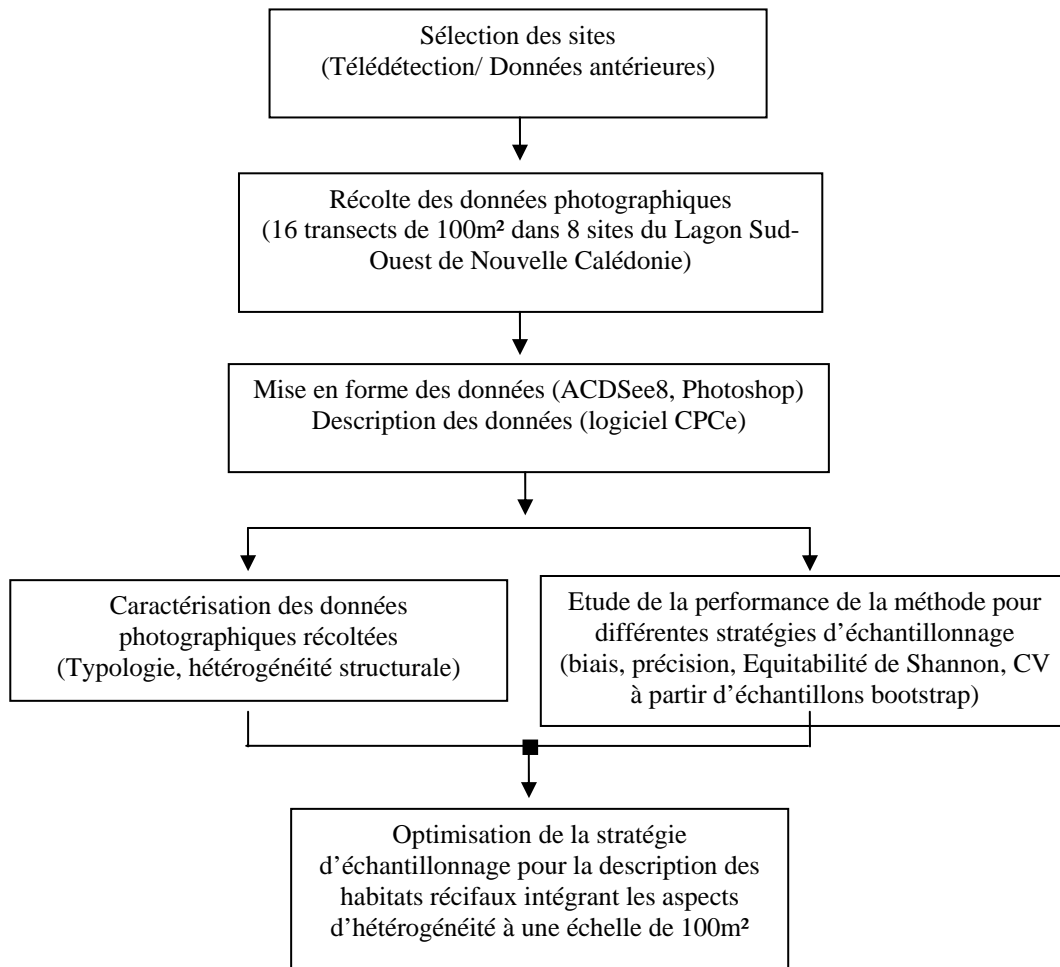 Sélection des sites
(Télédétection/ Données antérieures)
Récolte des données photographiques
(16 transects de 100m² dans 8 sites du Lagon Sud-
Ouest de Nouvelle Calédonie)
Mise en forme des données (ACDSee8, Photoshop)
Description des données (logiciel CPCe)
Caractérisation des données
photographiques récoltées
(Typologie, hétérogénéité structurale)
Etude de la performance de la méthode pour
différentes stratégies d’échantillonnage
(biais, précision, Equitabilité de Shannon, CV
à partir d’échantillons bootstrap)
Optimisation de la stratégie
d’échantillonnage pour la description des
habitats récifaux intégrant les aspects
d’hétérogénéité à une échelle de 100m²